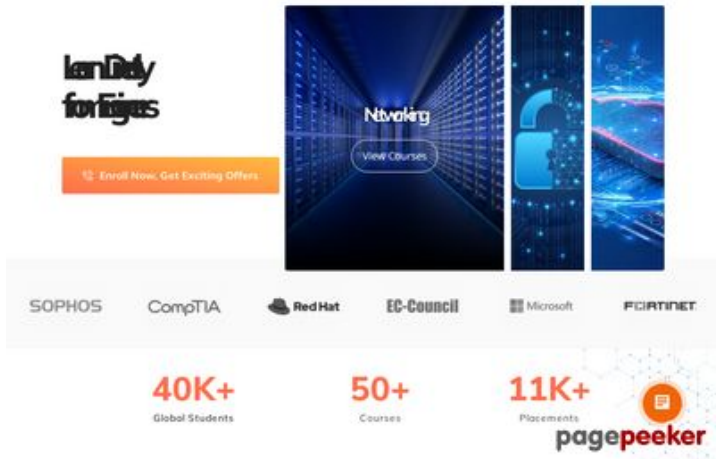 Enroll Now, Get Exciting Offers
Networking
View Courses
SOPHOS
CompTIA
Red Hat
EC-Council
Microsoft
FORTINET
40K+
50+
11K+
Global Students
Courses
Placements
pagepeeker